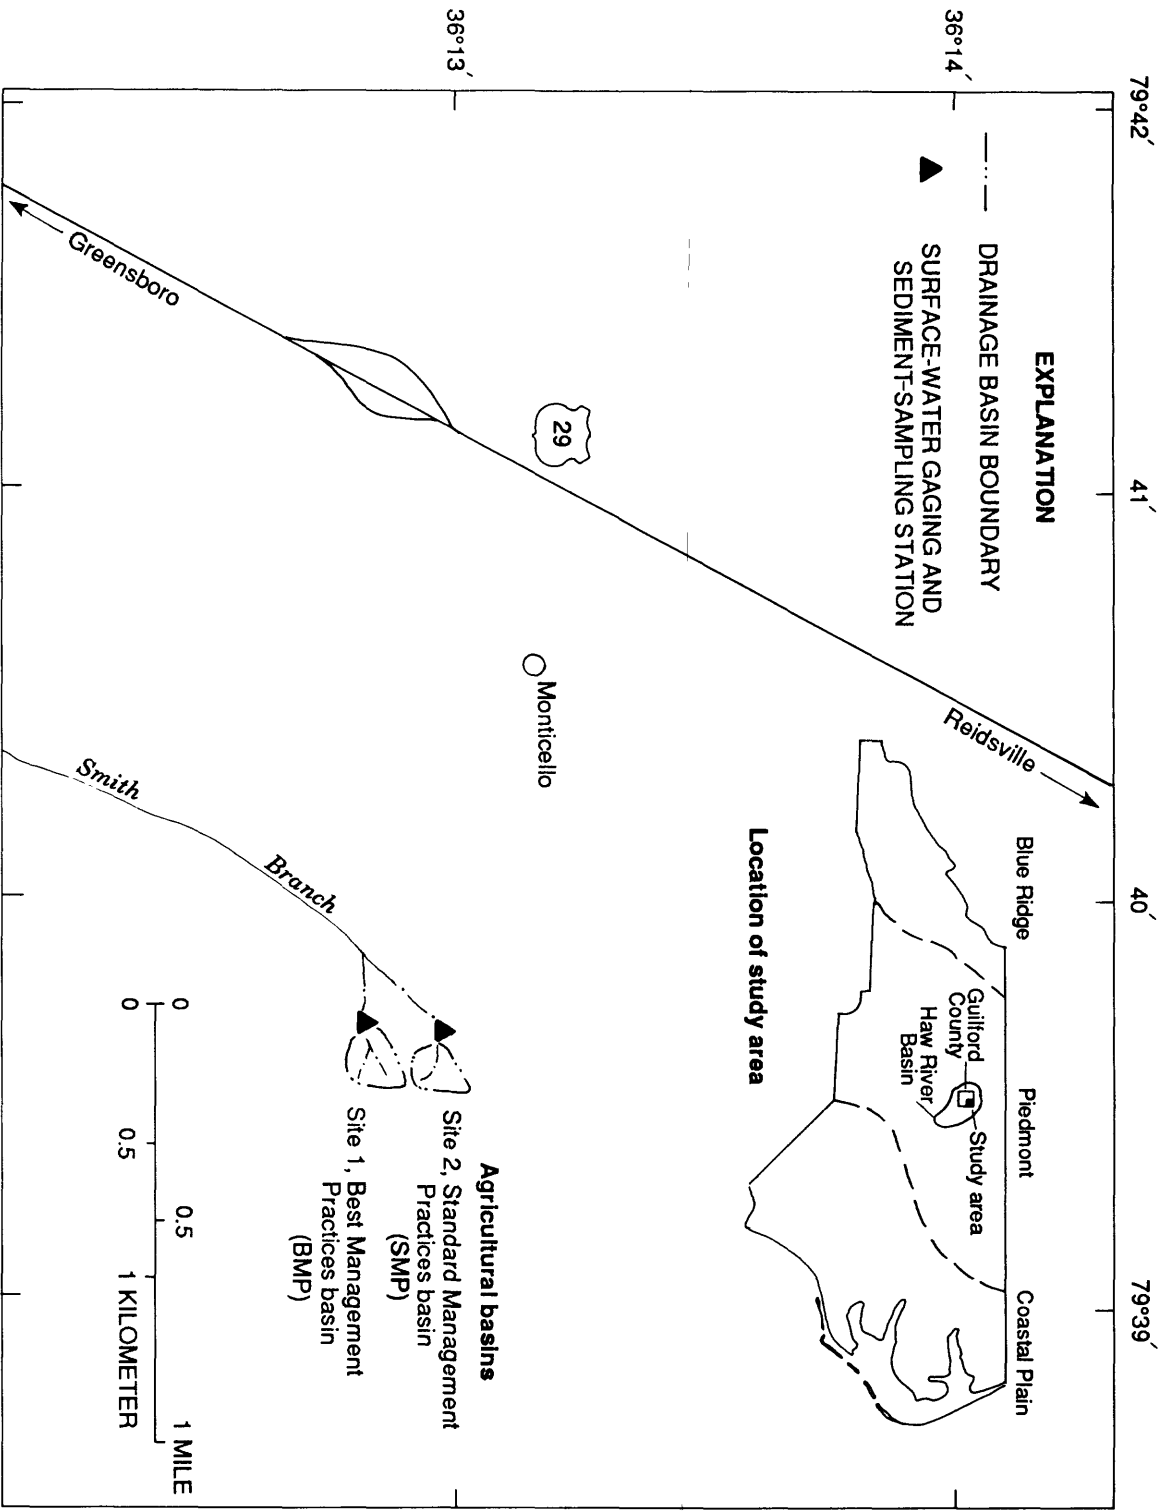 79°42′
41′
40′
79°39′
36°14′
36°13′
EXPLANATION
DRAINAGE BASIN BOUNDARY
SURFACE-WATER GAGING AND
SEDIMENT-SAMPLING STATION
Reidsville
29
Greensboro
Monticello
Blue Ridge
Piedmont
Coastal Plain
Guilford
County
Haw River
Basin
Study area
Location of study area
Smith
Branch
Agricultural basins
Site 2, Standard Management
Practices basin
(SMP)
Site 1, Best Management
Practices basin
(BMP)
0 0.5 1 MILE
0 0.5 1 KILOMETER